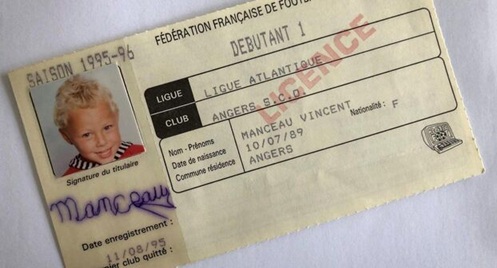 SAISON 1995-96
FÉDÉRATION FRANÇAISE DE FOOT
DEBUTANT 1
LICENCE
LIGUE LIGUE ATLANTIQUE
CLUB ANGERS S.C.O.
Nom - Prénoms MANCEAU VINCENT
Date de naissance 10/07/89 Nationalité : F
Commune résidence ANGERS
Signature du titulaire
Manceau
Date enregistrement :
11/08/95
ier club quitté :